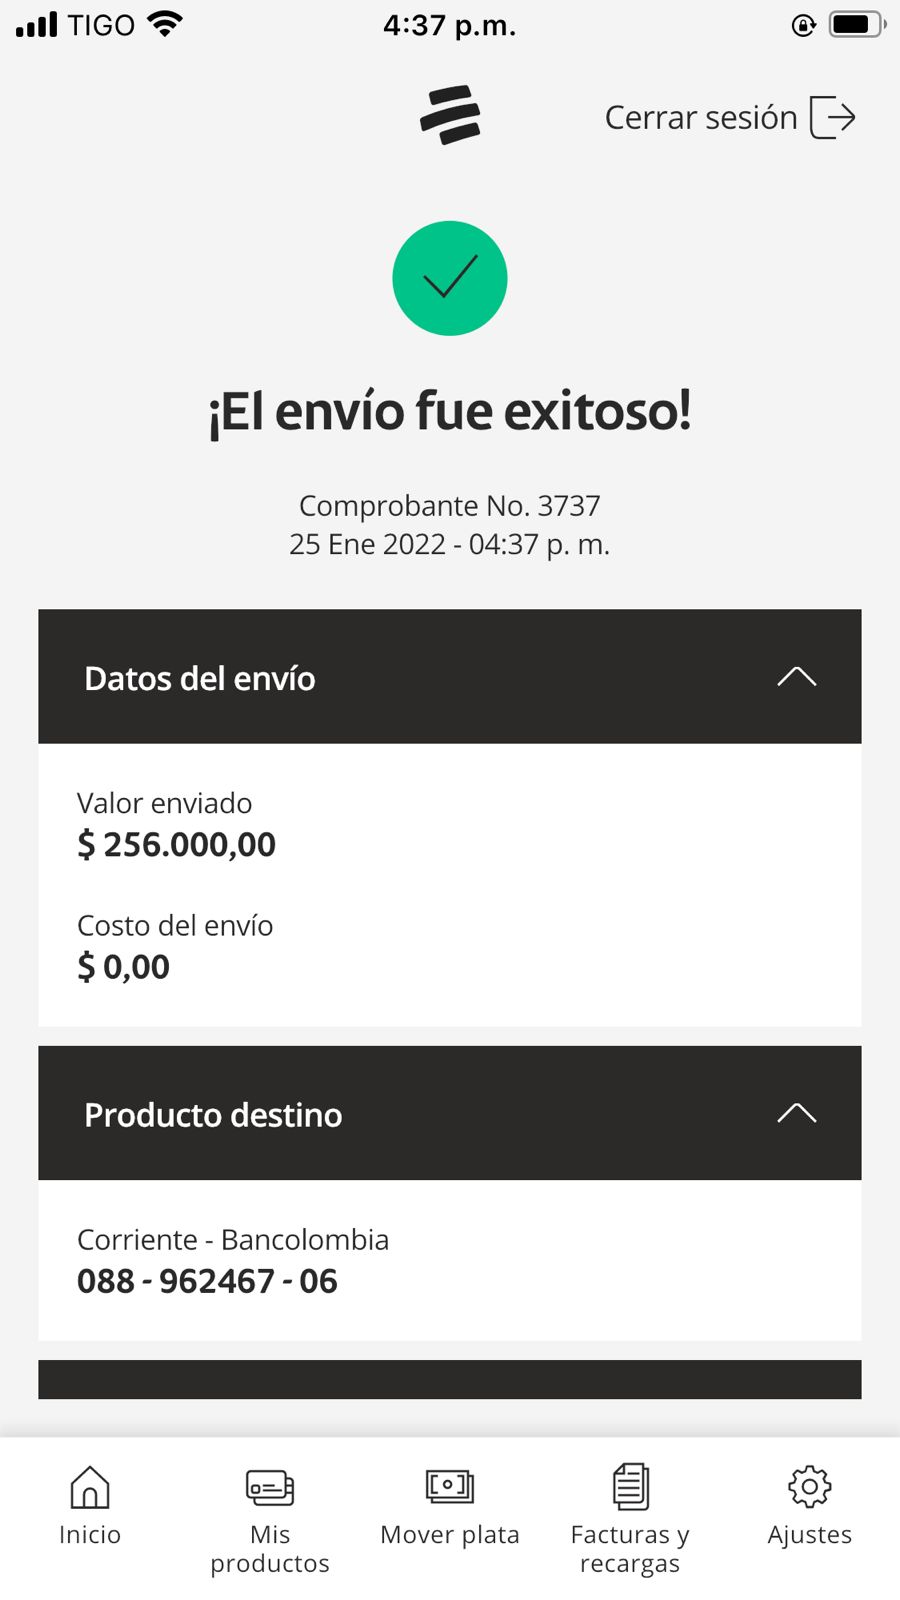 TIGO 4:37 p.m.
Cerrar sesión
¡El envío fue exitoso!
Comprobante No. 3737
25 Ene 2022 - 04:37 p. m.
Datos del envío
Valor enviado
$ 256.000,00
Costo del envío
$ 0,00
Producto destino
Corriente - Bancolombia
088 - 962467 - 06
Inicio
Mis
productos
Mover plata
Facturas y
recargas
Ajustes